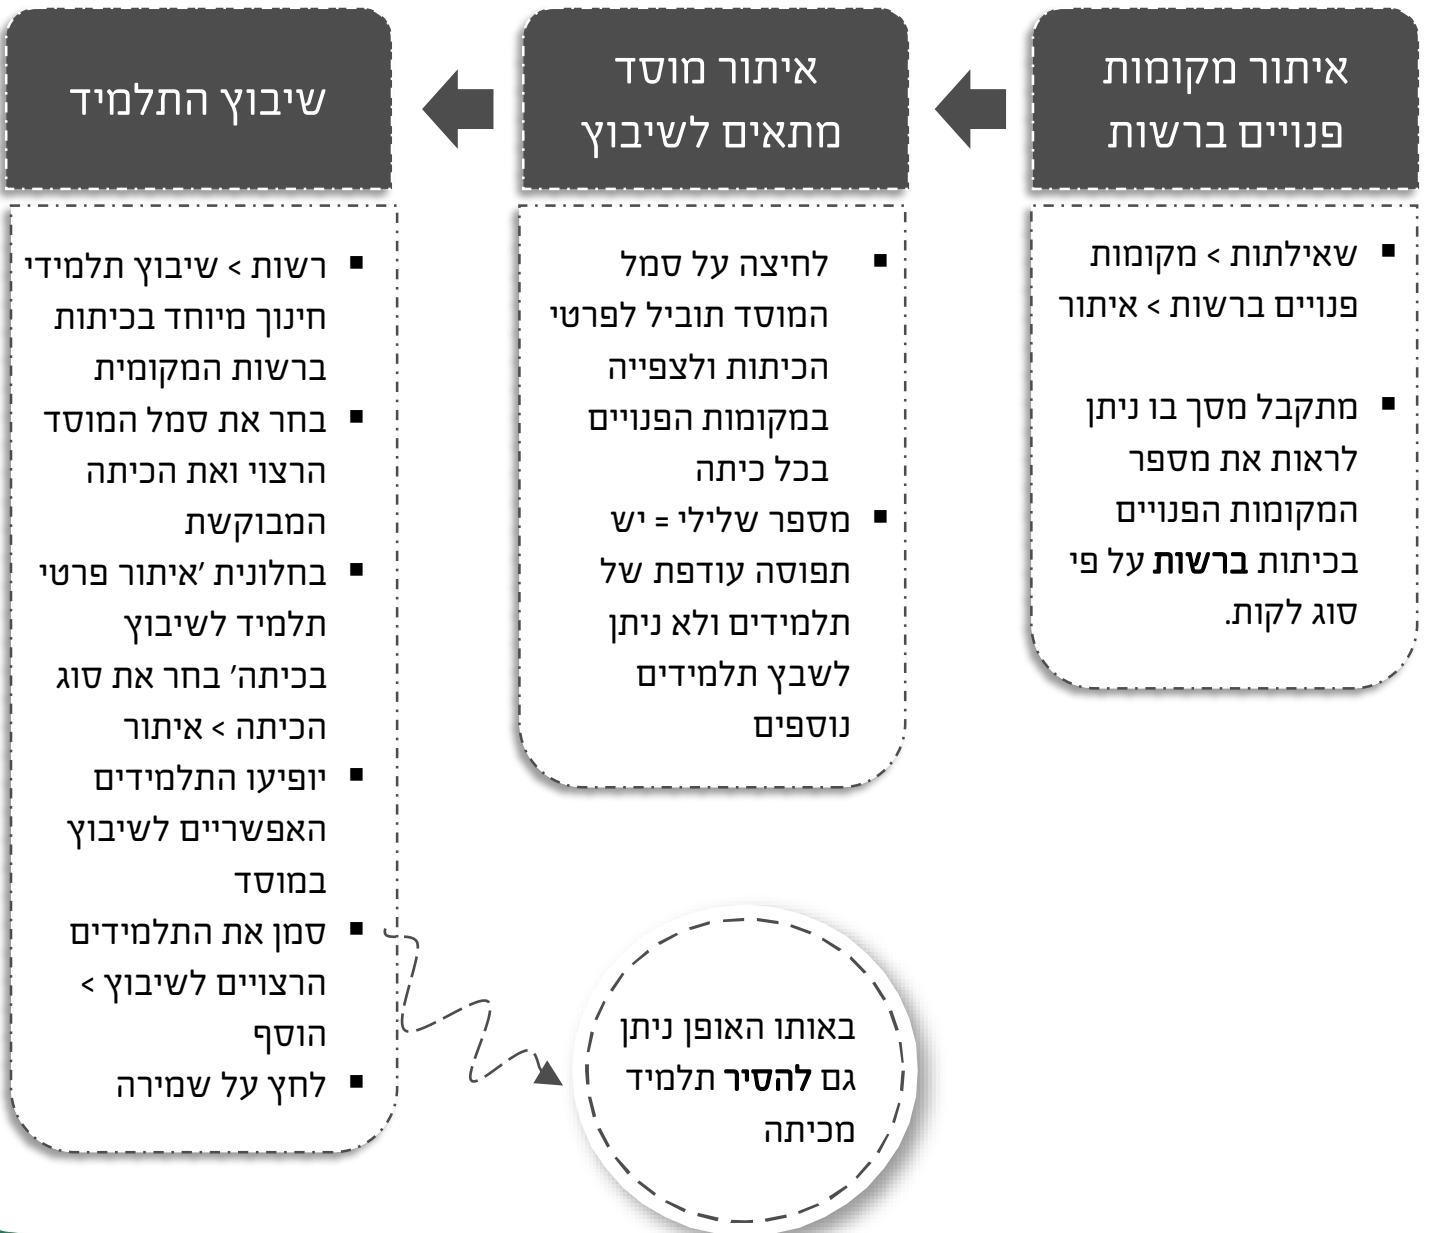 איתור מקומות
פנויים ברשות
▪ שאילתות > מקומות
פנויים ברשות > איתור
▪ מתקבל מסך בו ניתן
לראות את מספר
המקומות הפנויים
בכיתות ברשות על פי
סוג לקות.
איתור מוסד
מתאים לשיבוץ
▪ לחיצה על סמל
המוסד תוביל לפרטי
הכיתות ולצפייה
במקומות הפנויים
בכל כיתה
▪ מספר שלילי = יש
תפוסה עודפת של
תלמידים ולא ניתן
לשבץ תלמידים
נוספים
שיבוץ התלמיד
▪ רשות > שיבוץ תלמידי
חינוך מיוחד בכיתות
ברשות המקומית
▪ בחר את סמל המוסד
הרצוי ואת הכיתה
המבוקשת
▪ בחלונית 'איתור פרטי
תלמיד לשיבוץ
בכיתה' בחר את סוג
הכיתה > איתור
▪ יופיעו התלמידים
האפשריים לשיבוץ
במוסד
▪ סמן את התלמידים
הרצויים לשיבוץ >
הוסף
▪ לחץ על שמירה
באותו האופן ניתן
גם להסיר תלמיד
מכיתה